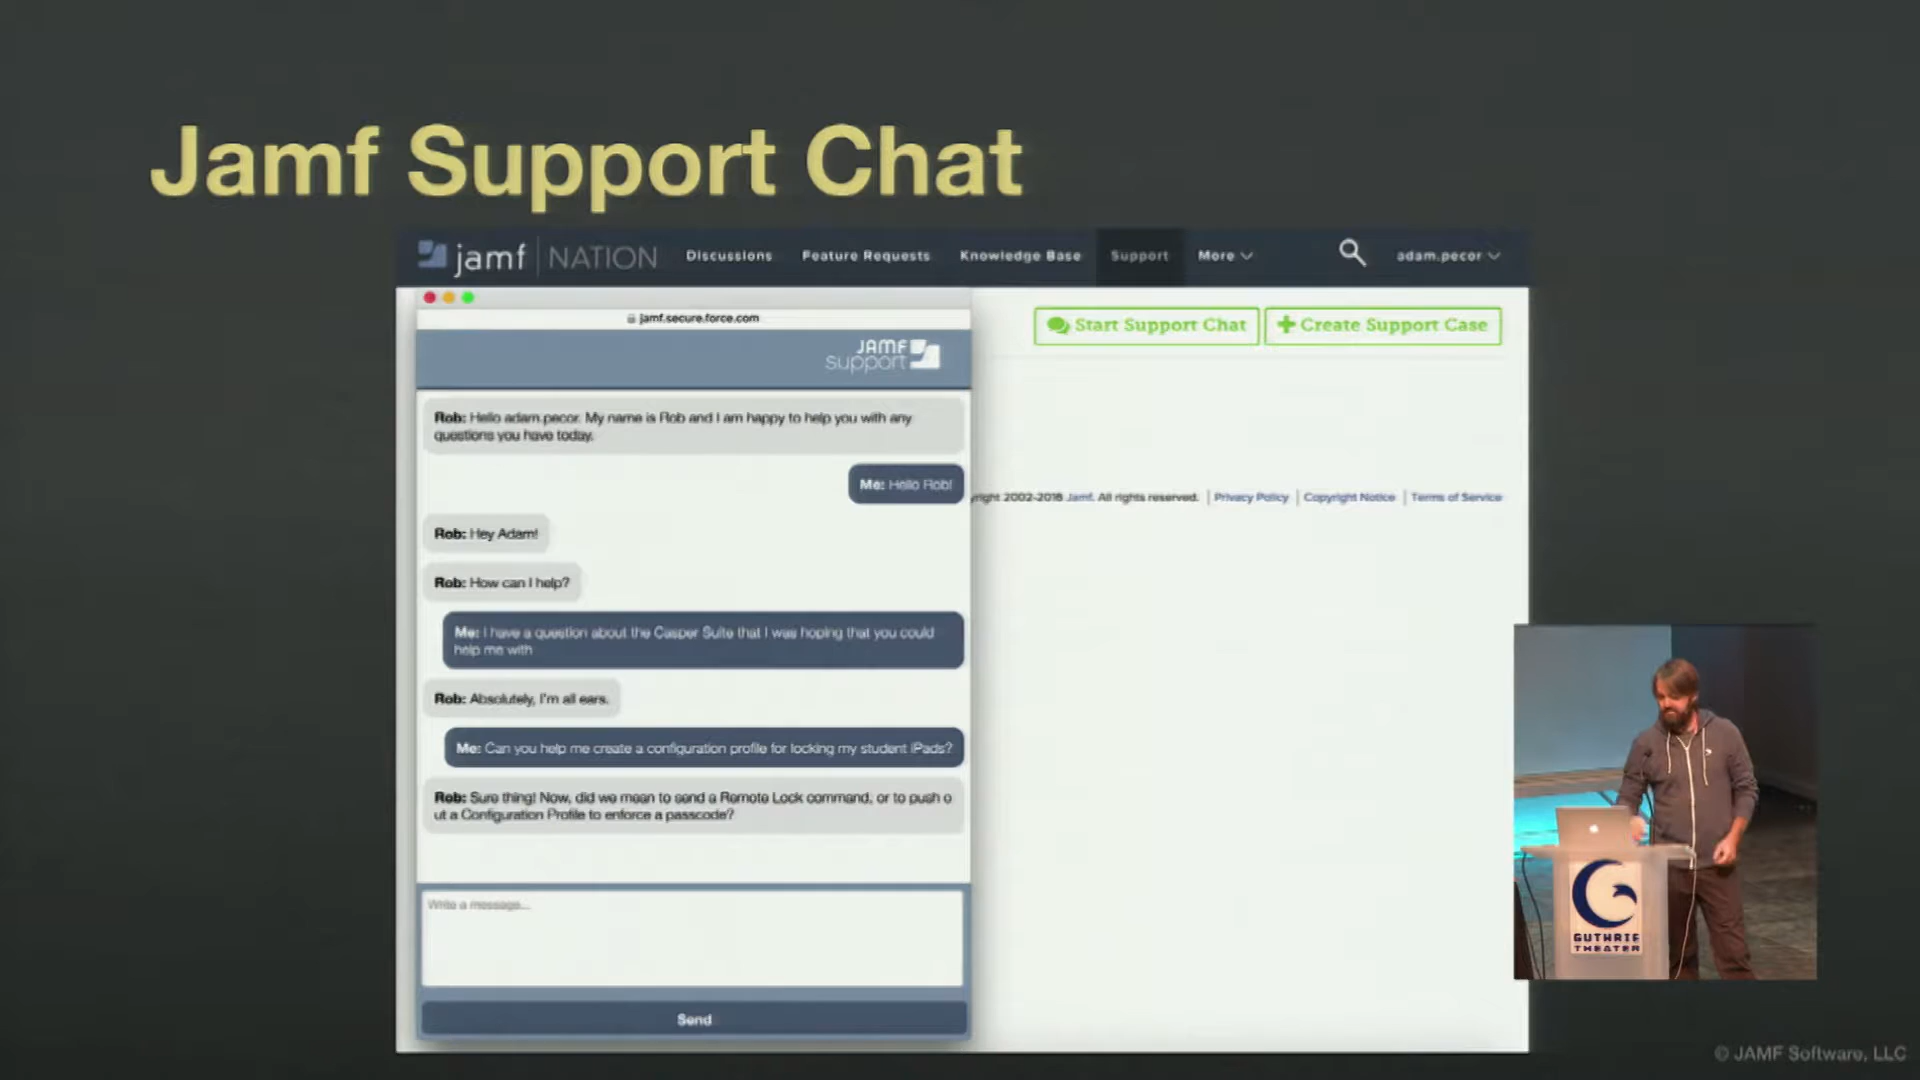 Jamf Support Chat
jamf NATION Discussions Feature Requests Knowledge Base Support More adam.pecor
jamf.secure.force.com
Start Support Chat Create Support Case
JAMF
support
Rob: Hello adam.pecor. My name is Rob and I am happy to help you with any
questions you have today.
Me: Hello Rob!
right 2002-2016 Jamf. All rights reserved. Privacy Policy Copyright Notice Terms of Service
Rob: Hey Adam!
Rob: How can I help?
Me: I have a question about the Casper Suite that I was hoping that you could
help me with
Rob: Absolutely, I'm all ears.
Me: Can you help me create a configuration profile for locking my student iPads?
Rob: Sure thing! Now, did we mean to send a Remote Lock command, or to push o
ut a Configuration Profile to enforce a passcode?
Write a message...
Send
GUTHRIE
THEATER
© JAMF Software, LLC